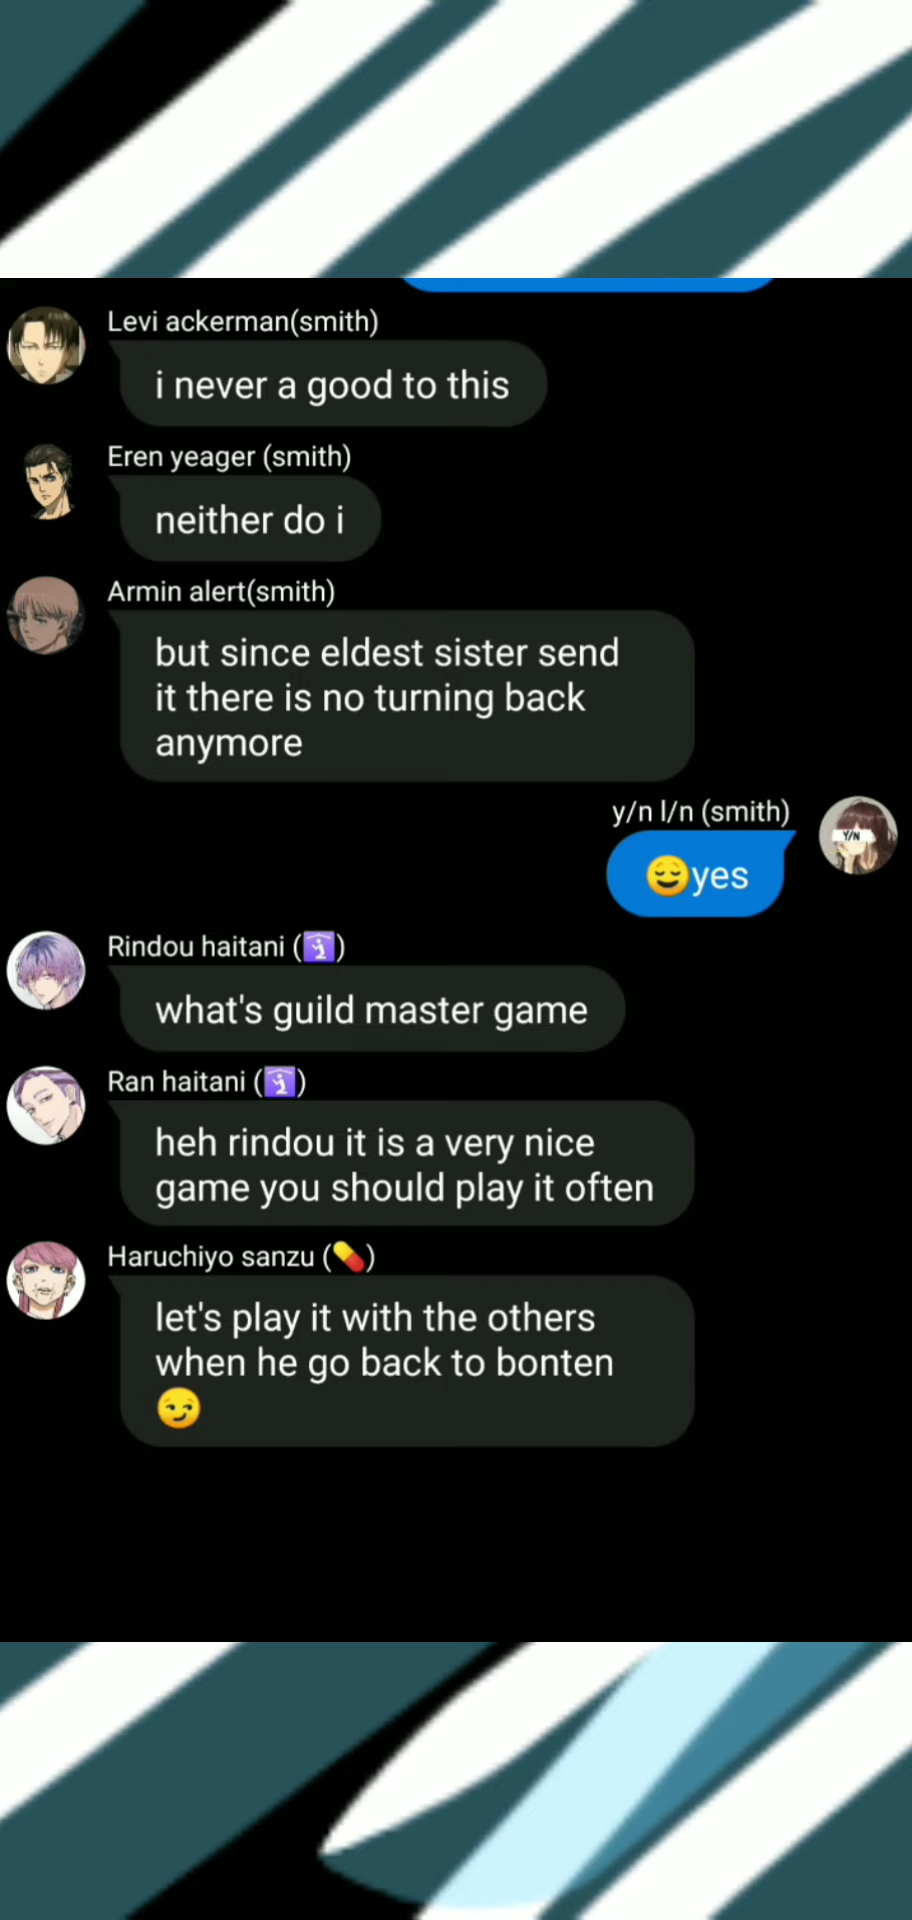 Levi ackerman(smith)
i never a good to this
Eren yeager (smith)
neither do i
Armin alert(smith)
but since eldest sister send
it there is no turning back
anymore
y/n l/n (smith)
Y/N
😌yes
Rindou haitani (🛐)
what's guild master game
Ran haitani (🛐)
heh rindou it is a very nice
game you should play it often
Haruchiyo sanzu (💊)
let's play it with the others
when he go back to bonten
😏